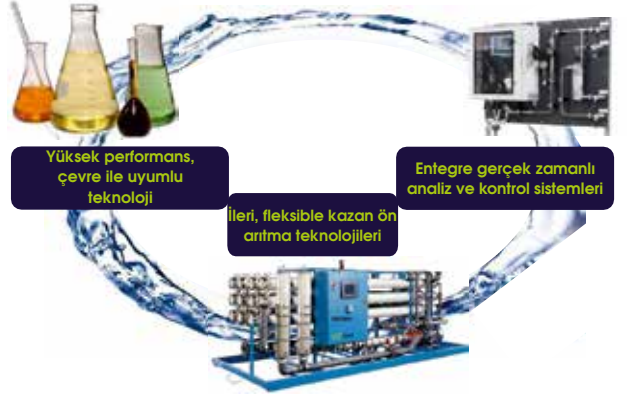 Yüksek performans,
çevre ile uyumlu
teknoloji
Entegre gerçek zamanlı
analiz ve kontrol sistemleri
İleri, fleksible kazan ön
arıtma teknolojileri